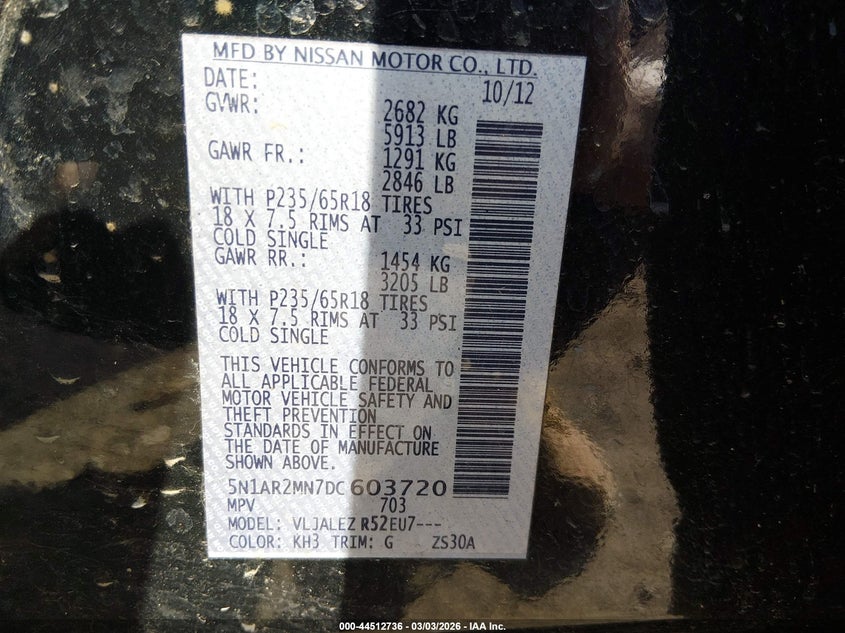 MFD BY NISSAN MOTOR CO., LTD.
DATE: 10/12
GVWR: 2682 KG
5913 LB
GAWR FR.: 1291 KG
2846 LB
WITH P235/65R18 TIRES
18 X 7.5 RIMS AT 33 PSI
COLD SINGLE
GAWR RR.: 1454 KG
3205 LB
WITH P235/65R18 TIRES
18 X 7.5 RIMS AT 33 PSI
COLD SINGLE
THIS VEHICLE CONFORMS TO
ALL APPLICABLE FEDERAL
MOTOR VEHICLE SAFETY AND
THEFT PREVENTION
STANDARDS IN EFFECT ON
THE DATE OF MANUFACTURE
SHOWN ABOVE.
5N1AR2MN7DC603720
MPV 703
MODEL: VLJALEZ R52EU7---
COLOR: KH3 TRIM: G ZS30A
000-44512736 - 03/03/2026 - IAA Inc.